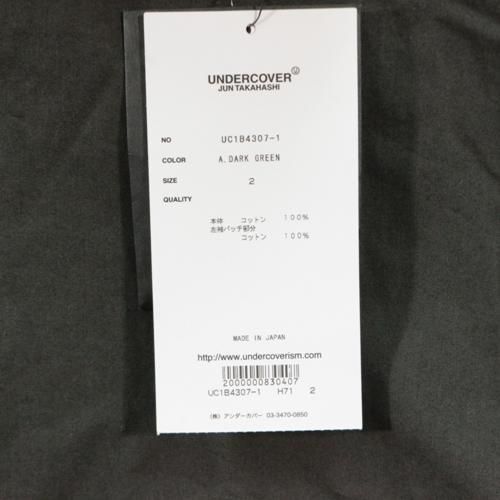 UNDERCOVER
JUN TAKAHASHI
NO UC1B4307-1
COLOR A.DARK GREEN
SIZE 2
QUALITY
本体 コットン 100%
左袖パッチ部分
コットン 100%
MADE IN JAPAN
http://www.undercoverism.com
2000000830407
UC1B4307-1 H71 2
(株) アンダーカバー 03-3470-0850